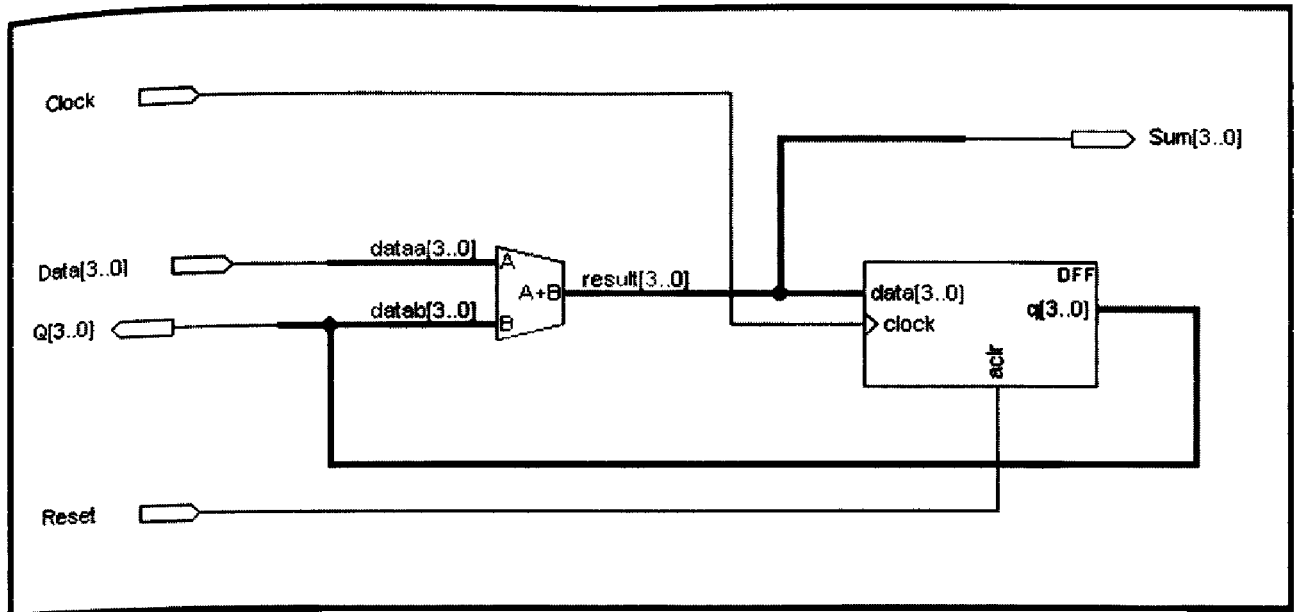 Clock
Sum[3..0]
Data[3..0]
dataa[3..0]
A
A+B
result[3..0]
DFF
data[3..0]
q[3..0]
Q[3..0]
datab[3..0]
B
clock
aclr
Reset